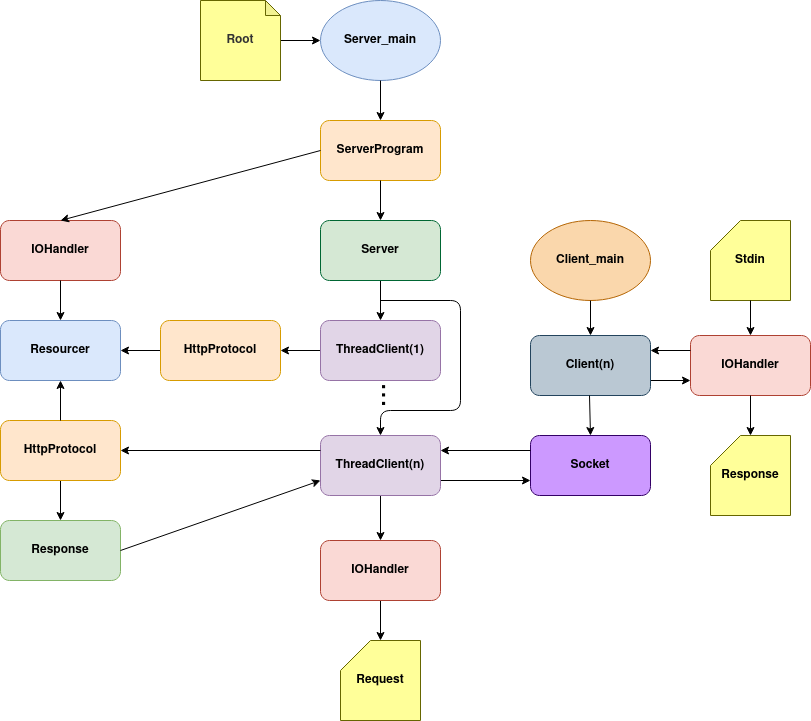 Root
Server_main
ServerProgram
IOHandler
Server
Client_main
Stdin
Resourcer
HttpProtocol
ThreadClient(1)
Client(n)
IOHandler
HttpProtocol
ThreadClient(n)
Socket
Response
Response
IOHandler
Request